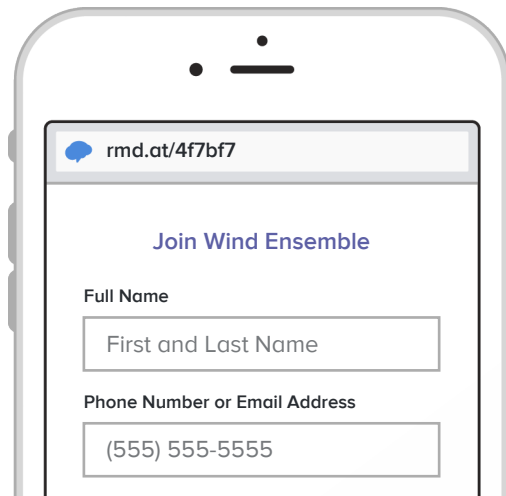 rmd.at/4f7bf7
Join Wind Ensemble
Full Name
First and Last Name
Phone Number or Email Address
(555) 555-5555